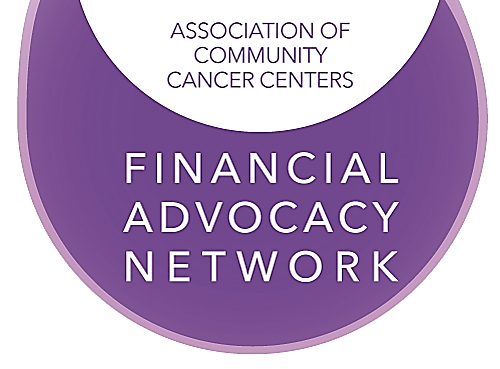 ASSOCIATION OF
COMMUNITY
CANCER CENTERS
FINANCIAL
ADVOCACY
NETWORK